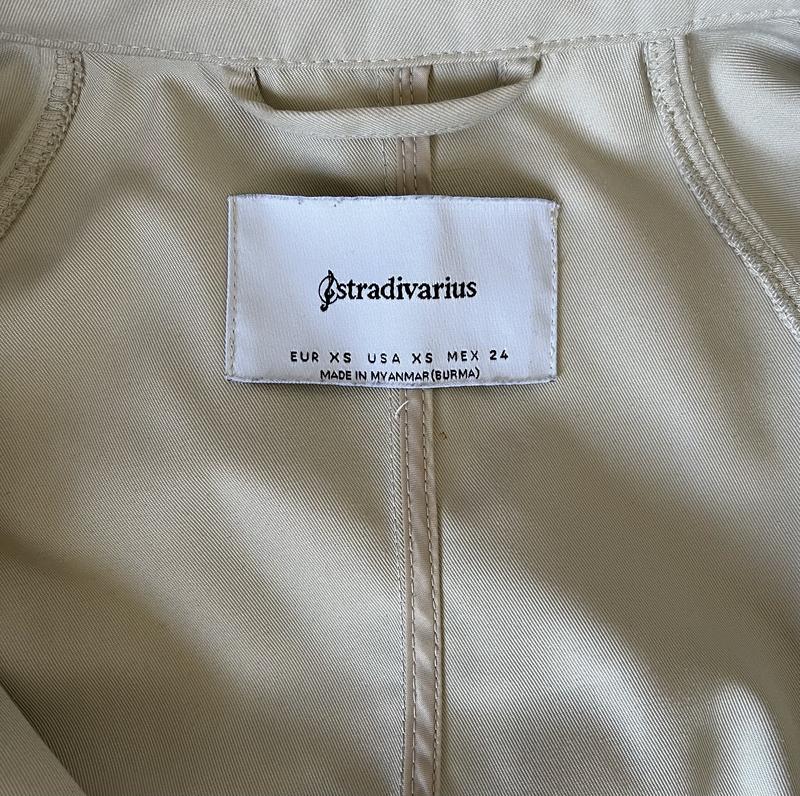 stradivarius
EUR XS USA XS MEX 24
MADE IN MYANMAR (BURMA)